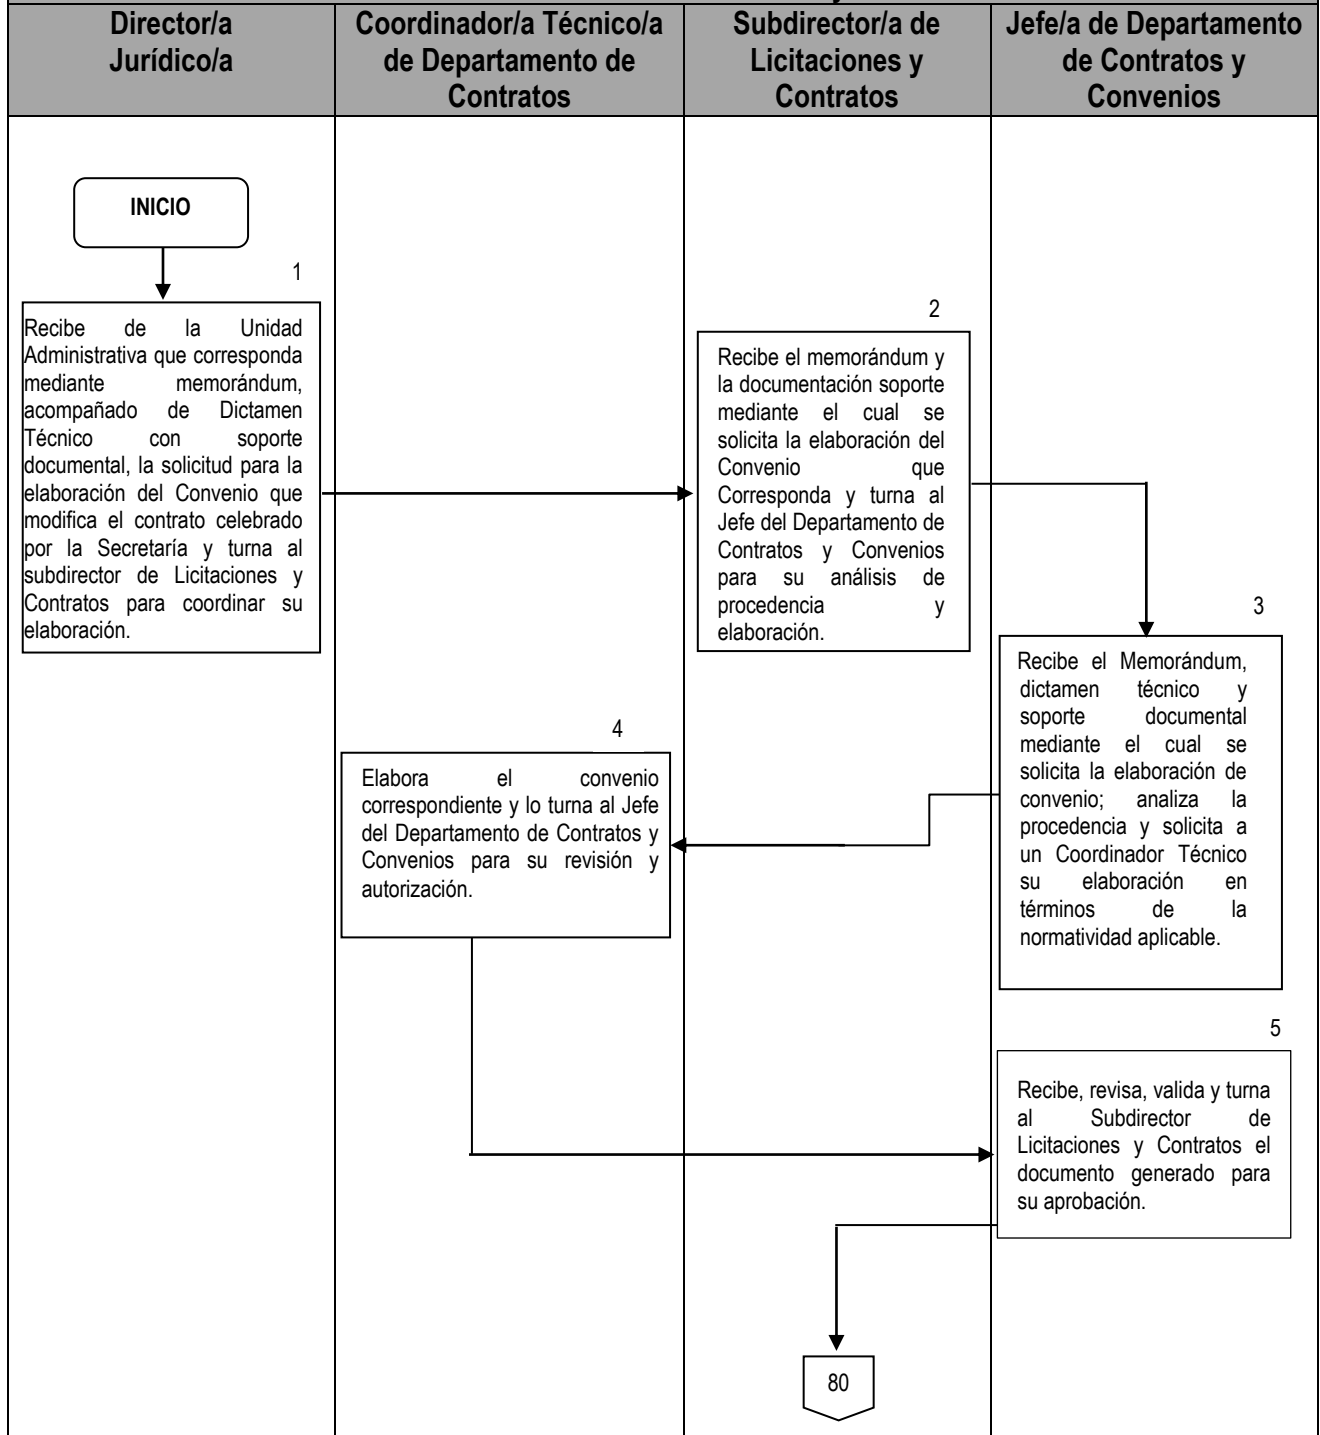 Director/a
Jurídico/a
Coordinador/a Técnico/a
de Departamento de
Contratos
Subdirector/a de
Licitaciones y
Contratos
Jefe/a de Departamento
de Contratos y
Convenios
INICIO
1
Recibe de la Unidad
Administrativa que corresponda
mediante memorándum,
acompañado de Dictamen
Técnico con soporte
documental, la solicitud para la
elaboración del Convenio que
modifica el contrato celebrado
por la Secretaría y turna al
subdirector de Licitaciones y
Contratos para coordinar su
elaboración.
2
Recibe el memorándum y
la documentación soporte
mediante el cual se
solicita la elaboración del
Convenio que
Corresponda y turna al
Jefe del Departamento de
Contratos y Convenios
para su análisis de
procedencia y
elaboración.
3
Recibe el Memorándum,
dictamen técnico y
soporte documental
mediante el cual se
solicita la elaboración de
convenio; analiza la
procedencia y solicita a
un Coordinador Técnico
su elaboración en
términos de la
normatividad aplicable.
4
Elabora el convenio
correspondiente y lo turna al Jefe
del Departamento de Contratos y
Convenios para su revisión y
autorización.
5
Recibe, revisa, valida y turna
al Subdirector de
Licitaciones y Contratos el
documento generado para
su aprobación.
80